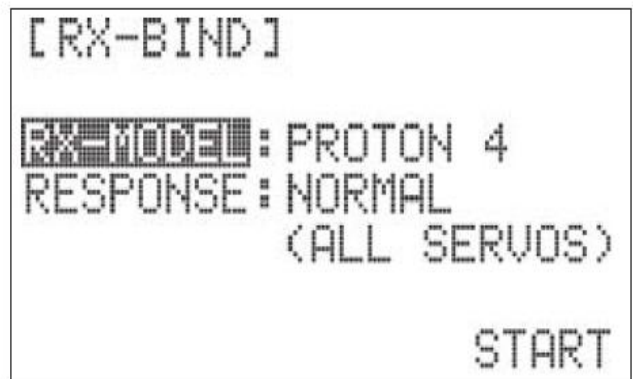 [RX-BIND]
RX-MODEL:PROTON 4
RESPONSE:NORMAL
(ALL SERVOS)
START